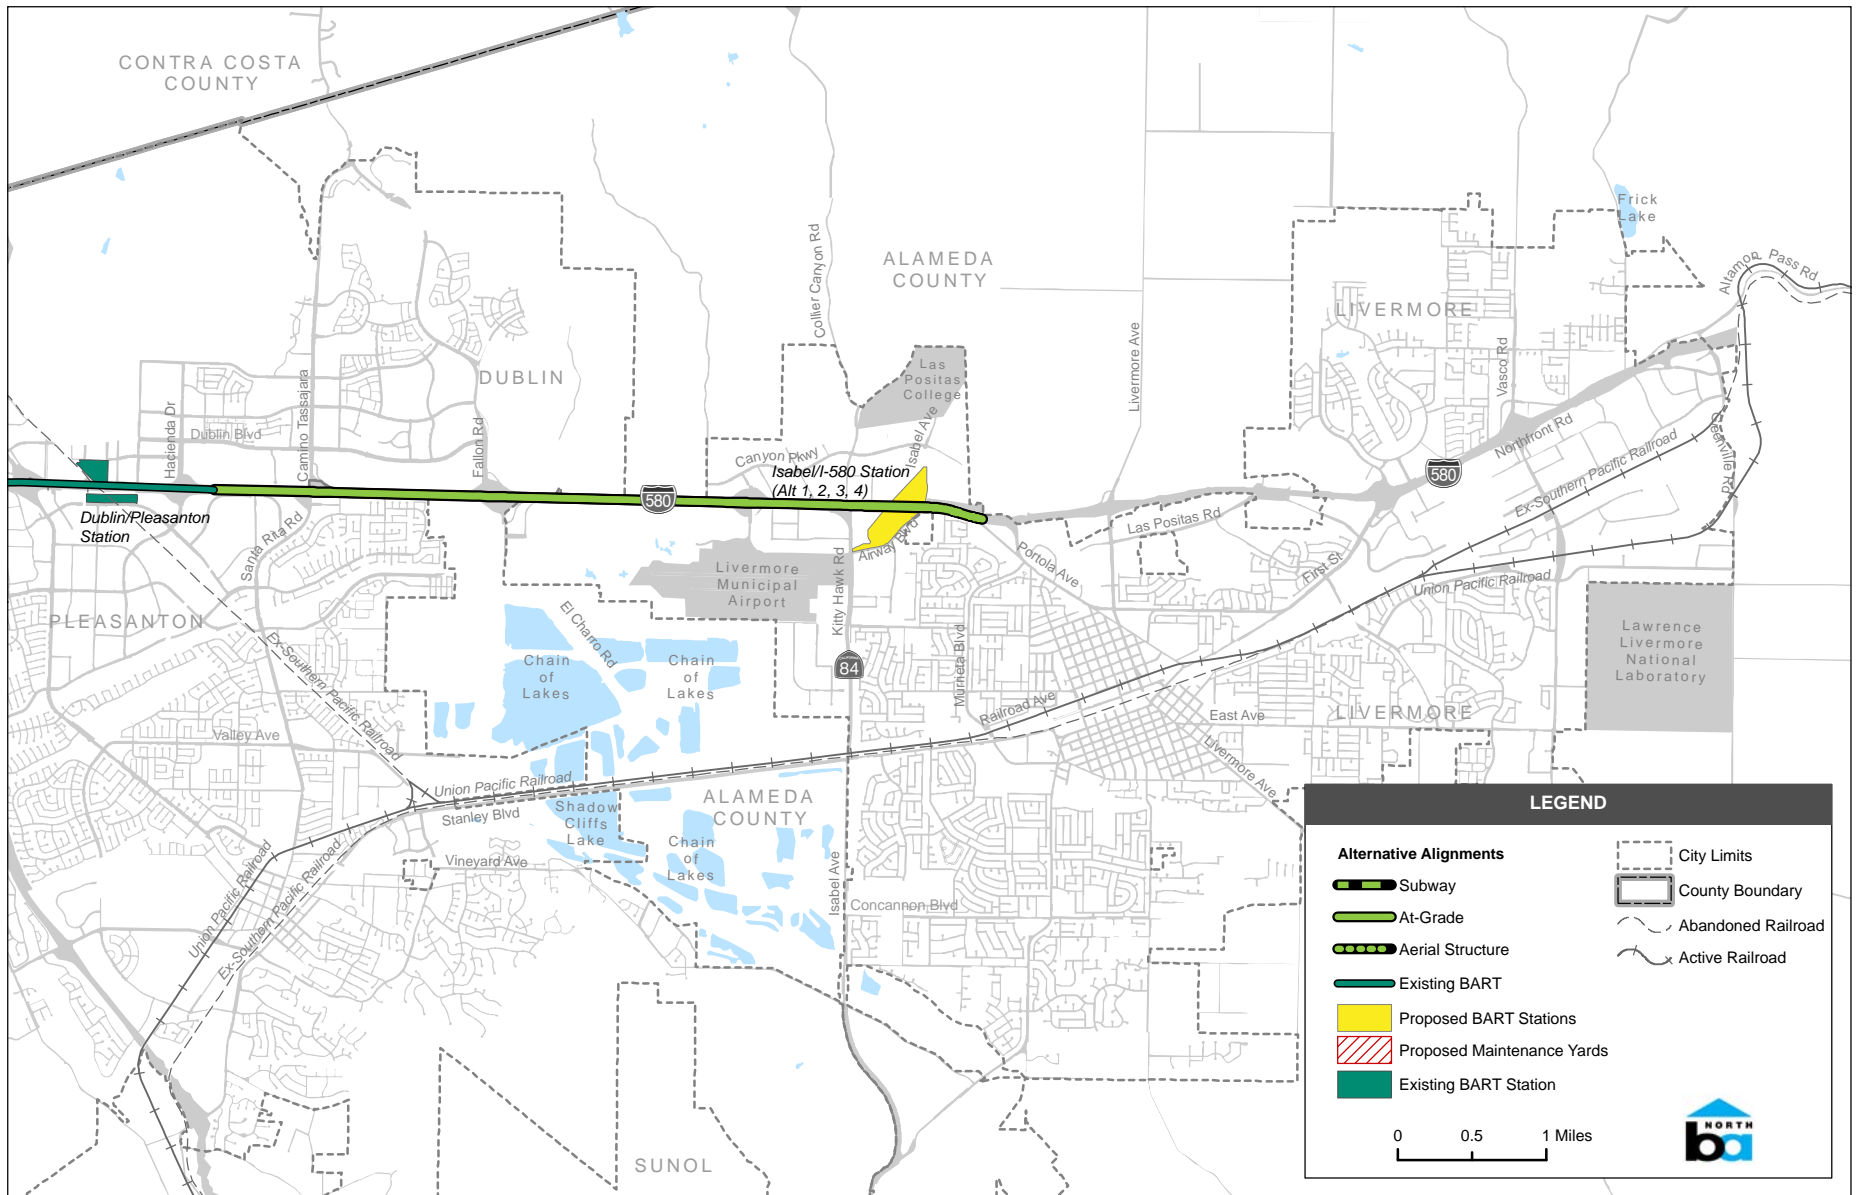 CONTRA COSTA
COUNTY
ALAMEDA
COUNTY
Frick
Lake
Altamon Pass Rd
LIVERMORE
Collier Canyon Rd
Livermore Ave
Vasco Rd
Las
Positas
College
Isabel Ave
DUBLIN
Hacienda Dr
Dublin Blvd
Camino Tassajara
Fallon Rd
Canyon Pkwy
Isabel/I-580 Station
(Alt 1, 2, 3, 4)
580
580
Northfront Rd
Greenville Rd
Ex-Southern Pacific Railroad
Dublin/Pleasanton
Station
Santa Rita Rd
Las Positas Rd
Airway Blvd
Portola Ave
First St
Union Pacific Railroad
Livermore
Municipal
Airport
Kitty Hawk Rd
PLEASANTON
El Charro Rd
Ex-Southern Pacific Railroad
Chain
of
Lakes
Chain
of
Lakes
CALIFORNIA
84
Murrieta Blvd
Lawrence
Livermore
National
Laboratory
Railroad Ave
East Ave
LIVERMORE
Valley Ave
Livermore Ave
Union Pacific Railroad
Stanley Blvd
Shadow
Cliffs
Lake
ALAMEDA
COUNTY
Chain
of
Lakes
Vineyard Ave
Union Pacific Railroad
Ex-Southern Pacific Railroad
Isabel Ave
Concannon Blvd
SUNOL
LEGEND
Alternative Alignments
Subway
At-Grade
Aerial Structure
Existing BART
Proposed BART Stations
Proposed Maintenance Yards
Existing BART Station
City Limits
County Boundary
Abandoned Railroad
Active Railroad
0 0.5 1 Miles
NORTH
ba